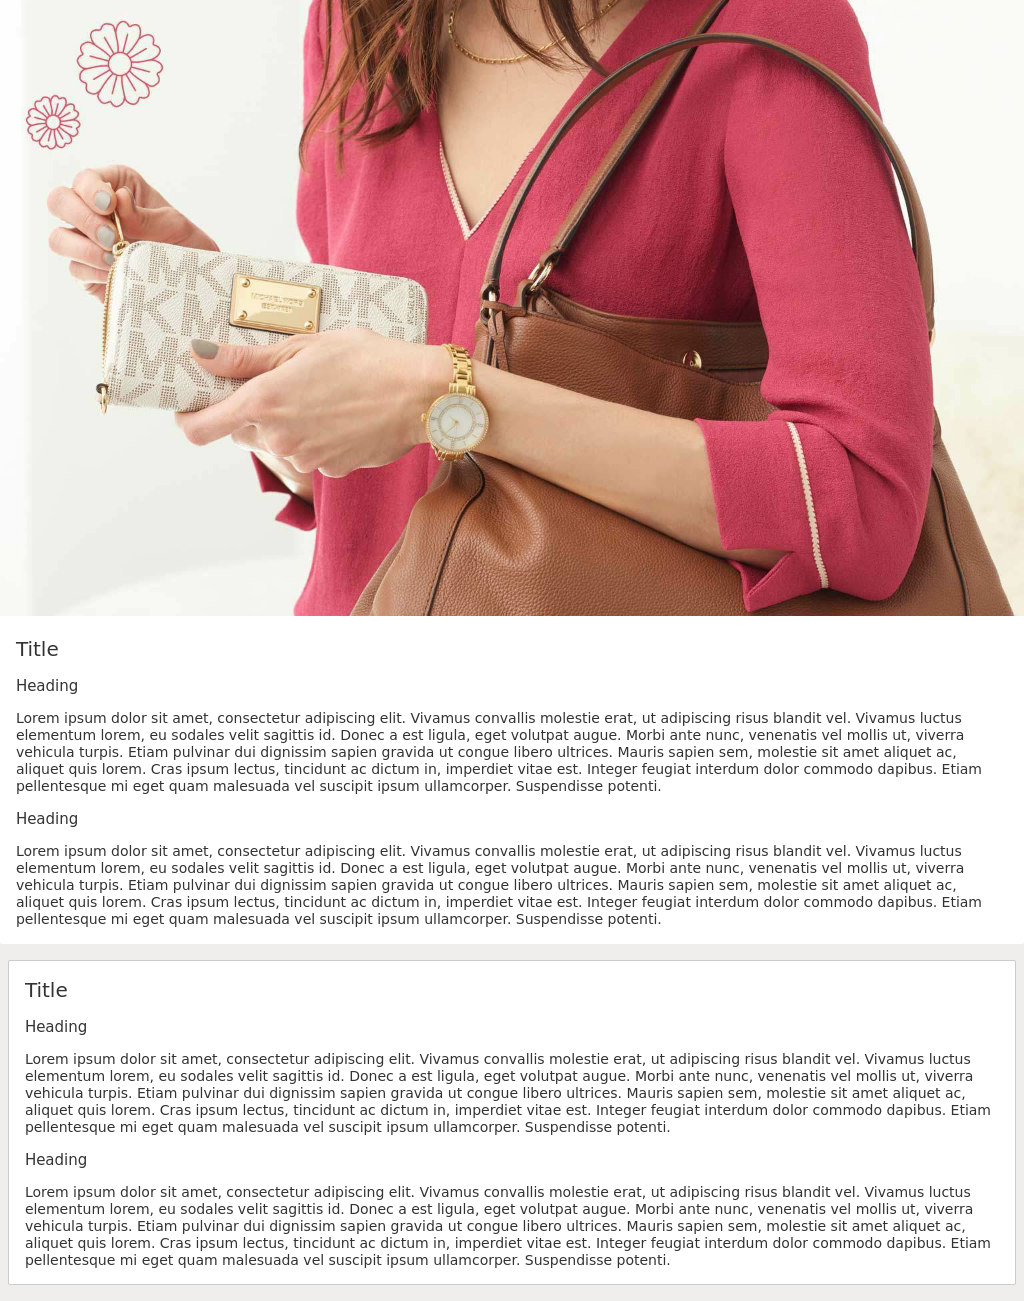 MK
MICHAEL KORS
Title
Heading
Lorem ipsum dolor sit amet, consectetur adipiscing elit. Vivamus convallis molestie erat, ut adipiscing risus blandit vel. Vivamus luctus
elementum lorem, eu sodales velit sagittis id. Donec a est ligula, eget volutpat augue. Morbi ante nunc, venenatis vel mollis ut, viverra
vehicula turpis. Etiam pulvinar dui dignissim sapien gravida ut congue libero ultrices. Mauris sapien sem, molestie sit amet aliquet ac,
aliquet quis lorem. Cras ipsum lectus, tincidunt ac dictum in, imperdiet vitae est. Integer feugiat interdum dolor commodo dapibus. Etiam
pellentesque mi eget quam malesuada vel suscipit ipsum ullamcorper. Suspendisse potenti.
Heading
Lorem ipsum dolor sit amet, consectetur adipiscing elit. Vivamus convallis molestie erat, ut adipiscing risus blandit vel. Vivamus luctus
elementum lorem, eu sodales velit sagittis id. Donec a est ligula, eget volutpat augue. Morbi ante nunc, venenatis vel mollis ut, viverra
vehicula turpis. Etiam pulvinar dui dignissim sapien gravida ut congue libero ultrices. Mauris sapien sem, molestie sit amet aliquet ac,
aliquet quis lorem. Cras ipsum lectus, tincidunt ac dictum in, imperdiet vitae est. Integer feugiat interdum dolor commodo dapibus. Etiam
pellentesque mi eget quam malesuada vel suscipit ipsum ullamcorper. Suspendisse potenti.
Title
Heading
Lorem ipsum dolor sit amet, consectetur adipiscing elit. Vivamus convallis molestie erat, ut adipiscing risus blandit vel. Vivamus luctus
elementum lorem, eu sodales velit sagittis id. Donec a est ligula, eget volutpat augue. Morbi ante nunc, venenatis vel mollis ut, viverra
vehicula turpis. Etiam pulvinar dui dignissim sapien gravida ut congue libero ultrices. Mauris sapien sem, molestie sit amet aliquet ac,
aliquet quis lorem. Cras ipsum lectus, tincidunt ac dictum in, imperdiet vitae est. Integer feugiat interdum dolor commodo dapibus. Etiam
pellentesque mi eget quam malesuada vel suscipit ipsum ullamcorper. Suspendisse potenti.
Heading
Lorem ipsum dolor sit amet, consectetur adipiscing elit. Vivamus convallis molestie erat, ut adipiscing risus blandit vel. Vivamus luctus
elementum lorem, eu sodales velit sagittis id. Donec a est ligula, eget volutpat augue. Morbi ante nunc, venenatis vel mollis ut, viverra
vehicula turpis. Etiam pulvinar dui dignissim sapien gravida ut congue libero ultrices. Mauris sapien sem, molestie sit amet aliquet ac,
aliquet quis lorem. Cras ipsum lectus, tincidunt ac dictum in, imperdiet vitae est. Integer feugiat interdum dolor commodo dapibus. Etiam
pellentesque mi eget quam malesuada vel suscipit ipsum ullamcorper. Suspendisse potenti.